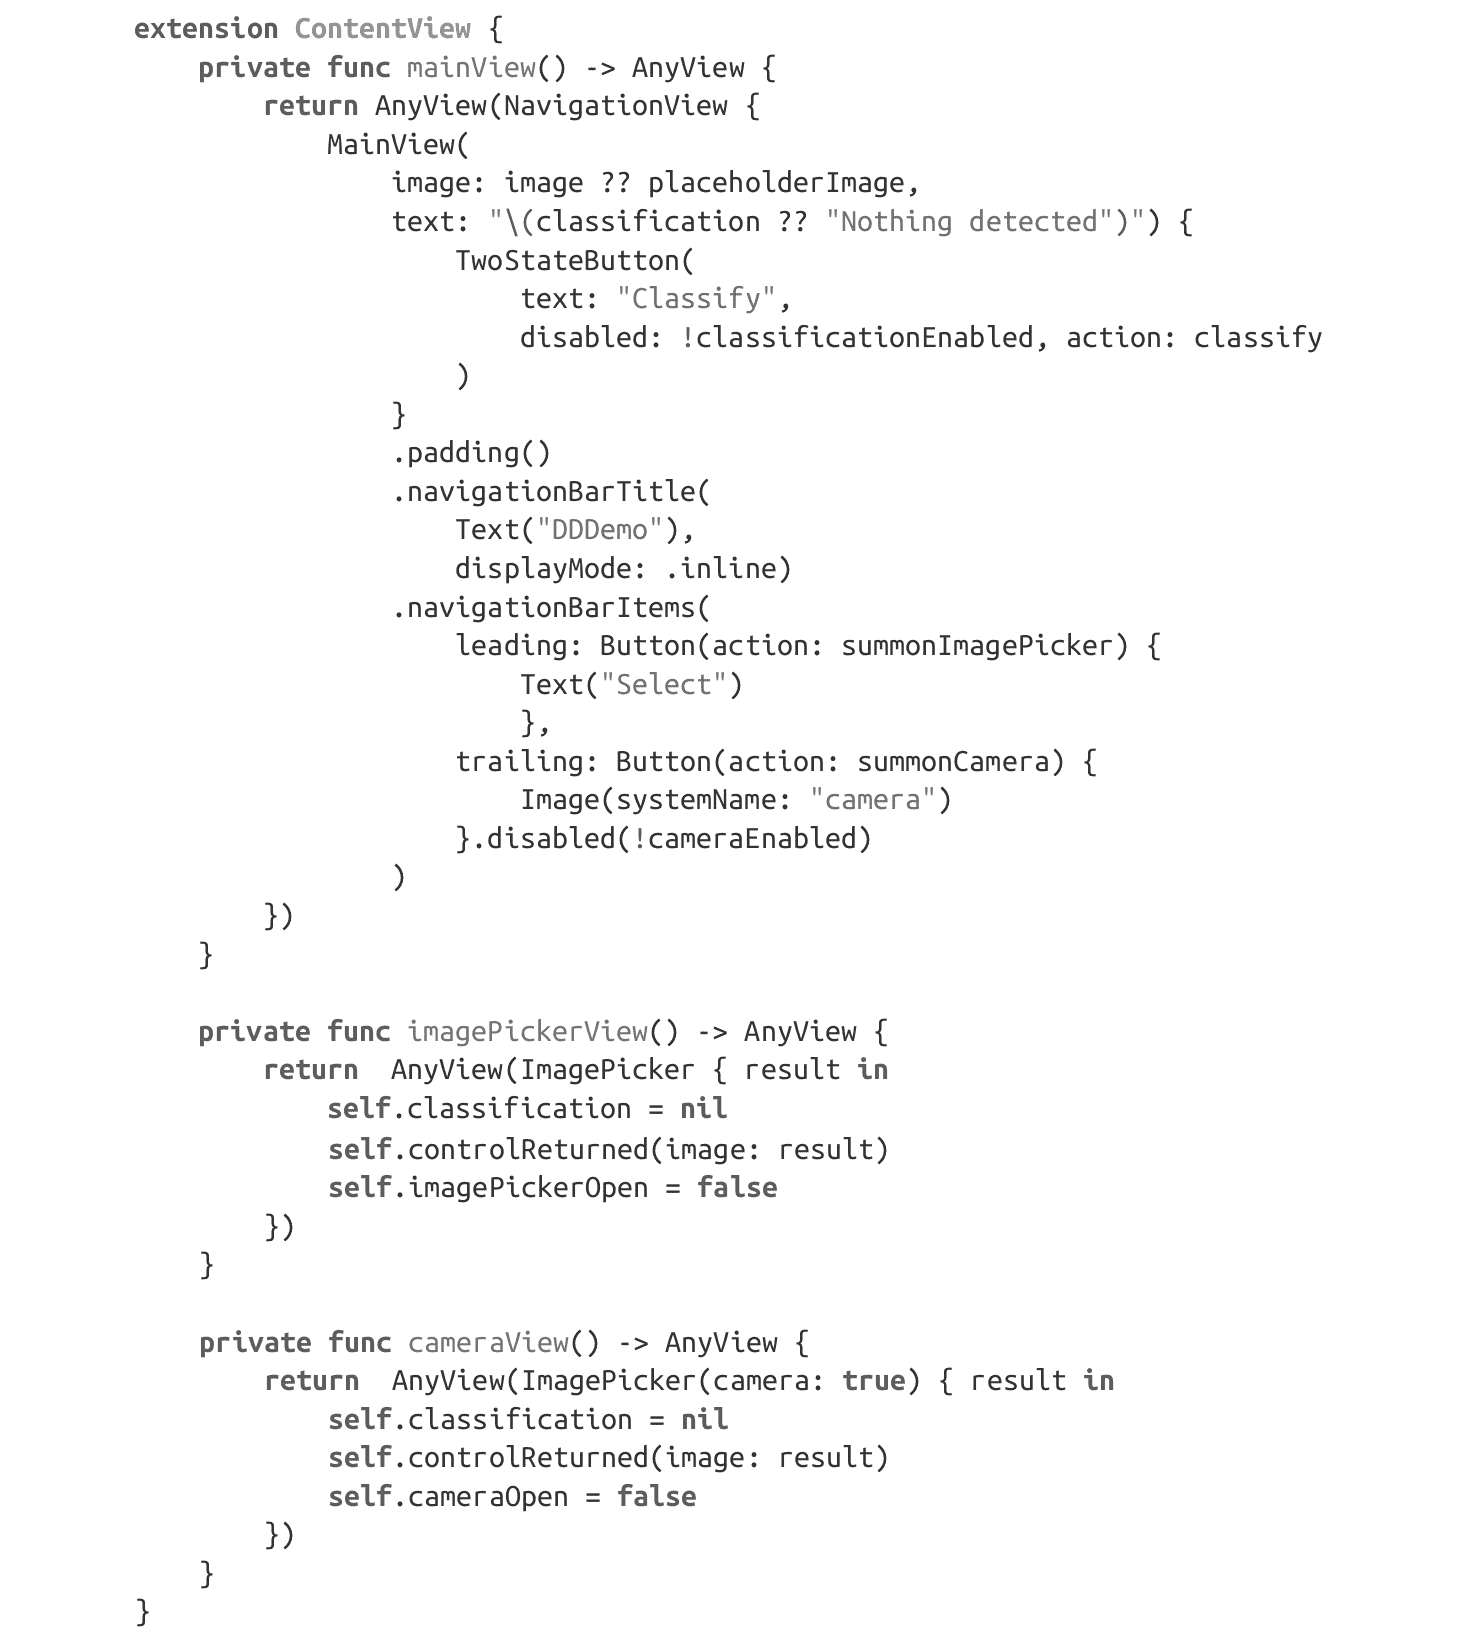 extension ContentView {
    private func mainView() -> AnyView {
        return AnyView(NavigationView {
            MainView(
                image: image ?? placeholderImage,
                text: "\(classification ?? "Nothing detected")") {
                    TwoStateButton(
                        text: "Classify",
                        disabled: !classificationEnabled, action: classify
                    )
                }
                .padding()
                .navigationBarTitle(
                    Text("DDDemo"),
                    displayMode: .inline)
                .navigationBarItems(
                    leading: Button(action: summonImagePicker) {
                        Text("Select")
                        },
                    trailing: Button(action: summonCamera) {
                        Image(systemName: "camera")
                    }.disabled(!cameraEnabled)
                )
        })
    }

    private func imagePickerView() -> AnyView {
        return  AnyView(ImagePicker { result in
            self.classification = nil
            self.controlReturned(image: result)
            self.imagePickerOpen = false
        })
    }

    private func cameraView() -> AnyView {
        return  AnyView(ImagePicker(camera: true) { result in
            self.classification = nil
            self.controlReturned(image: result)
            self.cameraOpen = false
        })
    }
}